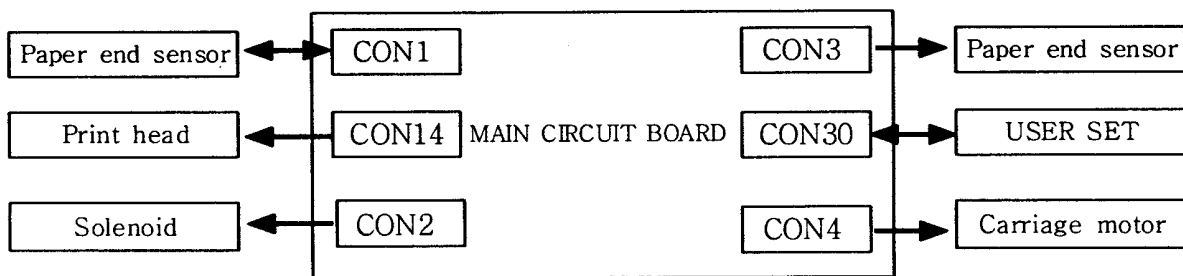 Paper end sensor CON1 CON3 Paper end sensor
Print head CON14 MAIN CIRCUIT BOARD CON30 USER SET
Solenoid CON2 CON4 Carriage motor